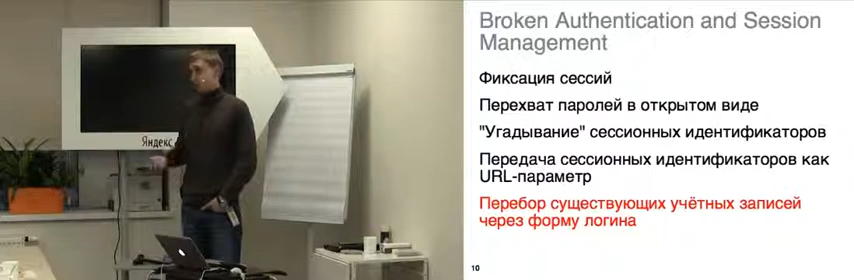 Яндекс
Broken Authentication and Session
Management
Фиксация сессий
Перехват паролей в открытом виде
"Угадывание" сессионных идентификаторов
Передача сессионных идентификаторов как
URL-параметр
Перебор существующих учётных записей
через форму логина
10